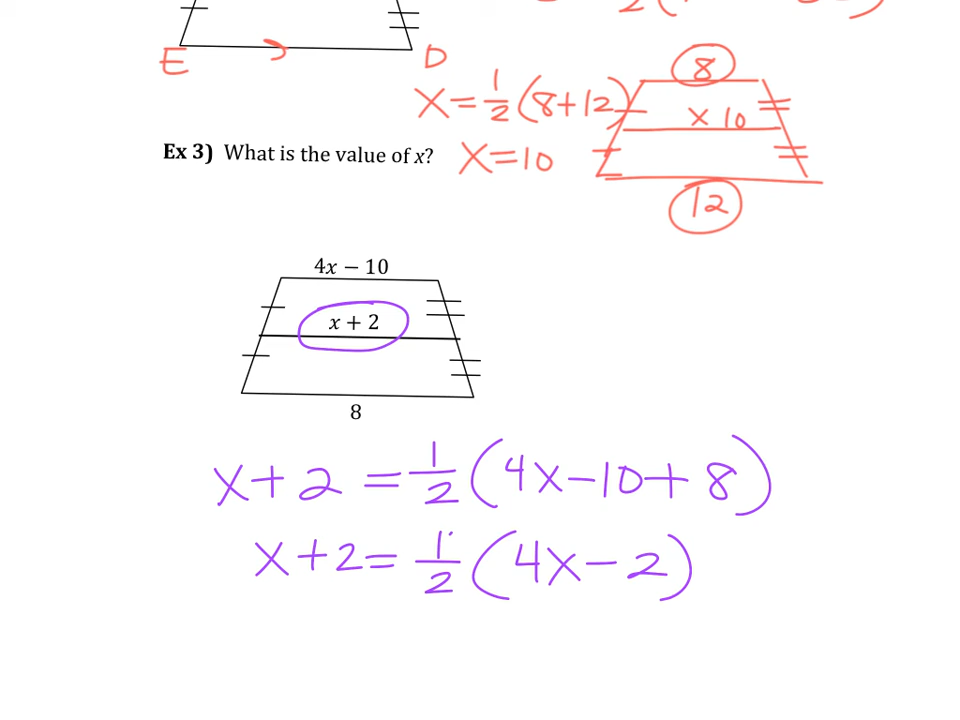 E
D
8
X = 1/2 (8+12)
x 10
Ex 3) What is the value of x?
X=10
12
4x − 10
x + 2
8
x+2 = 1/2 (4x-10+8)
x+2 = 1/2 (4x-2)